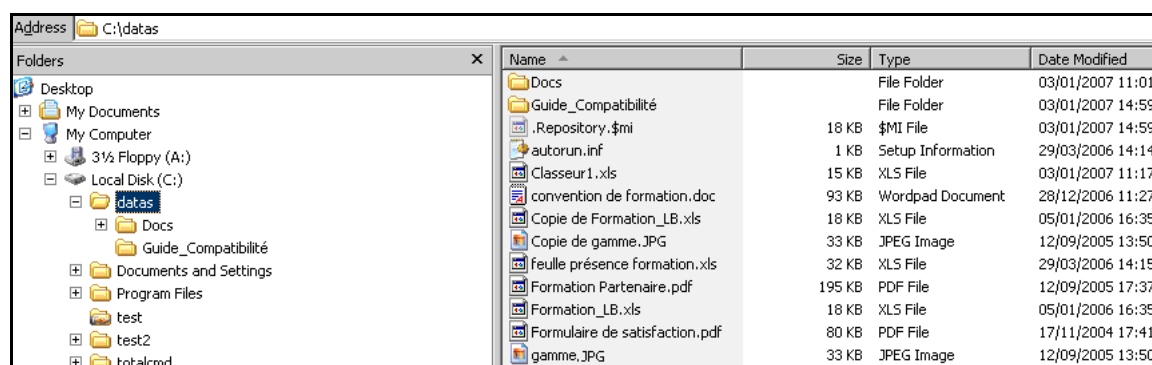 Address C:\datas
Folders ×
Desktop
My Documents
My Computer
3½ Floppy (A:)
Local Disk (C:)
datas
Docs
Guide_Compatibilité
Documents and Settings
Program Files
test
test2
totalcmd
Name Size Type Date Modified
Docs File Folder 03/01/2007 11:01
Guide_Compatibilité File Folder 03/01/2007 14:59
.Repository.$mi 18 KB $MI File 03/01/2007 14:59
autorun.inf 1 KB Setup Information 29/03/2006 14:14
Classeur1.xls 15 KB XLS File 03/01/2007 11:17
convention de formation.doc 93 KB Wordpad Document 28/12/2006 11:27
Copie de Formation_LB.xls 18 KB XLS File 05/01/2006 16:35
Copie de gamme.JPG 33 KB JPEG Image 12/09/2005 13:50
feulle présence formation.xls 32 KB XLS File 29/03/2006 14:15
Formation Partenaire.pdf 195 KB PDF File 12/09/2005 17:37
Formation_LB.xls 18 KB XLS File 05/01/2006 16:35
Formulaire de satisfaction.pdf 80 KB PDF File 17/11/2004 17:41
gamme.JPG 33 KB JPEG Image 12/09/2005 13:50